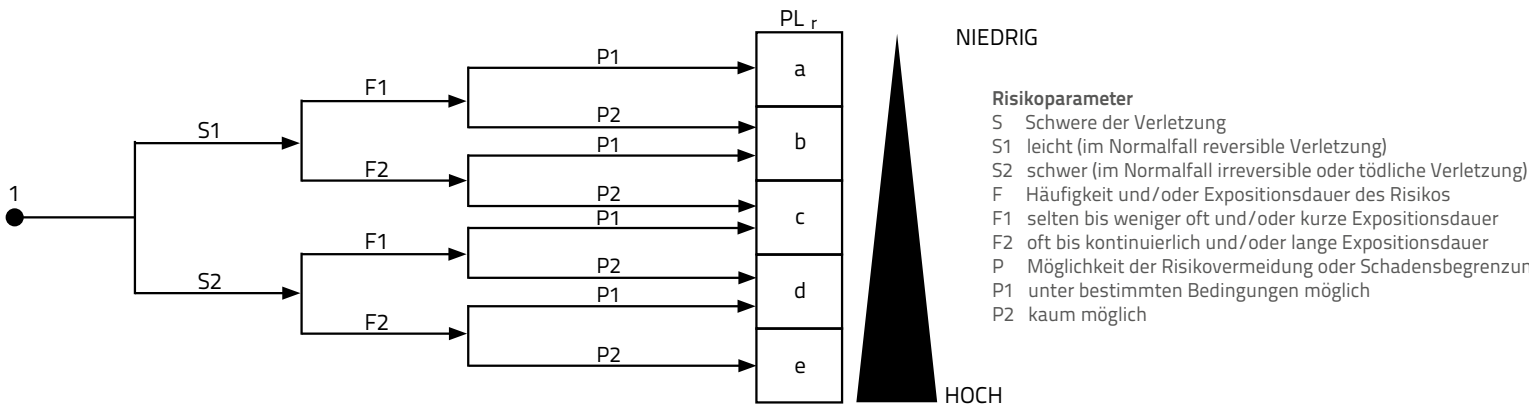 PL r
NIEDRIG
P1
a
F1
P2
S1
b
P1
F2
P2
1
c
P1
F1
P2
S2
d
P1
F2
P2
e
HOCH
Risikoparameter
S Schwere der Verletzung
S1 leicht (im Normalfall reversible Verletzung)
S2 schwer (im Normalfall irreversible oder tödliche Verletzung)
F Häufigkeit und/oder Expositionsdauer des Risikos
F1 selten bis weniger oft und/oder kurze Expositionsdauer
F2 oft bis kontinuierlich und/oder lange Expositionsdauer
P Möglichkeit der Risikovermeidung oder Schadensbegrenzun
P1 unter bestimmten Bedingungen möglich
P2 kaum möglich